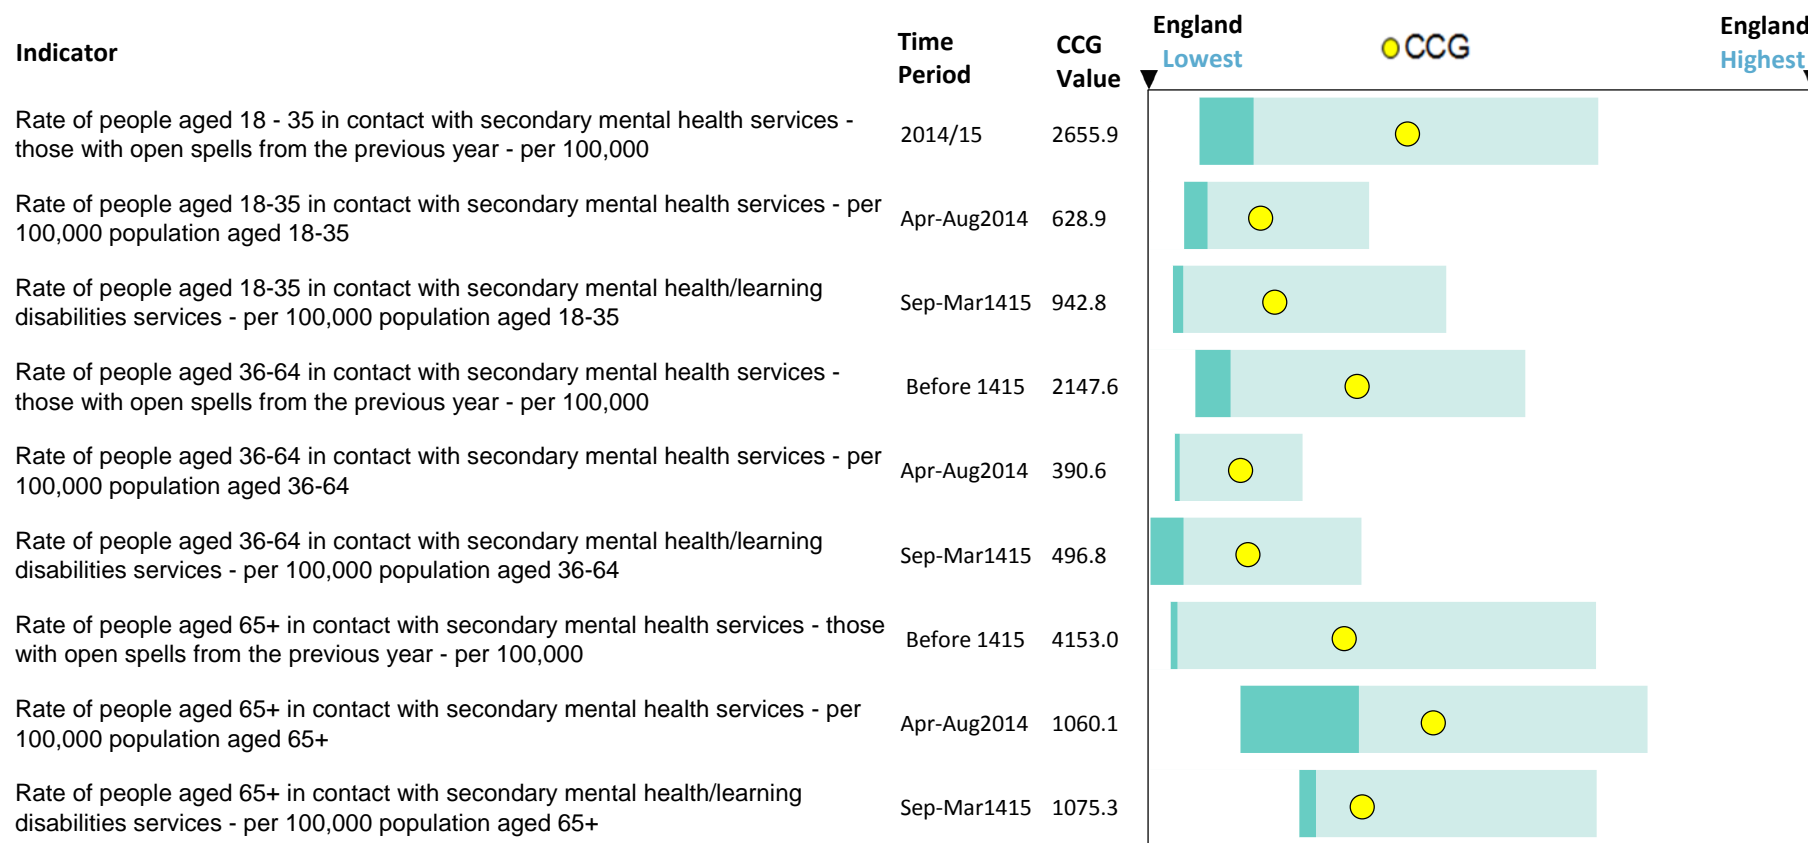 Indicator
Time
Period
CCG
Value
England
Lowest
CCG
England
Highest
Rate of people aged 18 - 35 in contact with secondary mental health services -
those with open spells from the previous year - per 100,000
2014/15
2655.9
Rate of people aged 18-35 in contact with secondary mental health services - per
100,000 population aged 18-35
Apr-Aug2014
628.9
Rate of people aged 18-35 in contact with secondary mental health/learning
disabilities services - per 100,000 population aged 18-35
Sep-Mar1415
942.8
Rate of people aged 36-64 in contact with secondary mental health services -
those with open spells from the previous year - per 100,000
Before 1415
2147.6
Rate of people aged 36-64 in contact with secondary mental health services - per
100,000 population aged 36-64
Apr-Aug2014
390.6
Rate of people aged 36-64 in contact with secondary mental health/learning
disabilities services - per 100,000 population aged 36-64
Sep-Mar1415
496.8
Rate of people aged 65+ in contact with secondary mental health services - those
with open spells from the previous year - per 100,000
Before 1415
4153.0
Rate of people aged 65+ in contact with secondary mental health services - per
100,000 population aged 65+
Apr-Aug2014
1060.1
Rate of people aged 65+ in contact with secondary mental health/learning
disabilities services - per 100,000 population aged 65+
Sep-Mar1415
1075.3